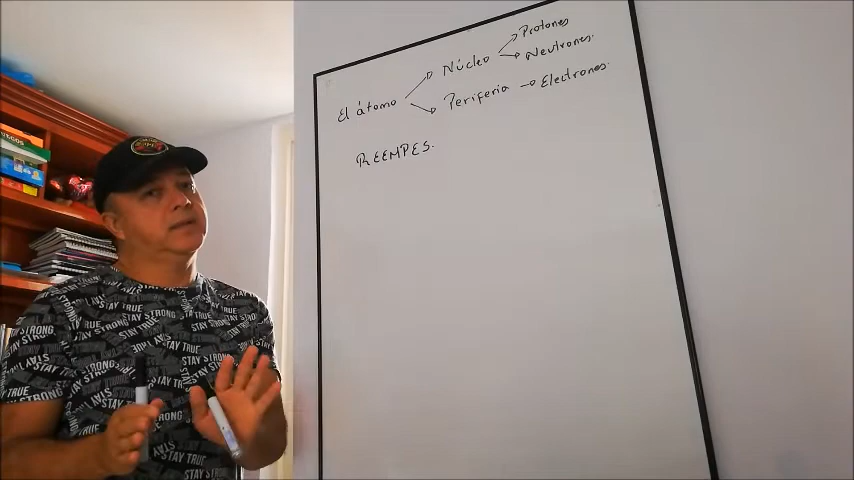 El átomo → Núcleo → Protones
→ Neutrones.
→ Periferia → Electrones.
REEMPES.
STAY TRUE
STAY STRONG